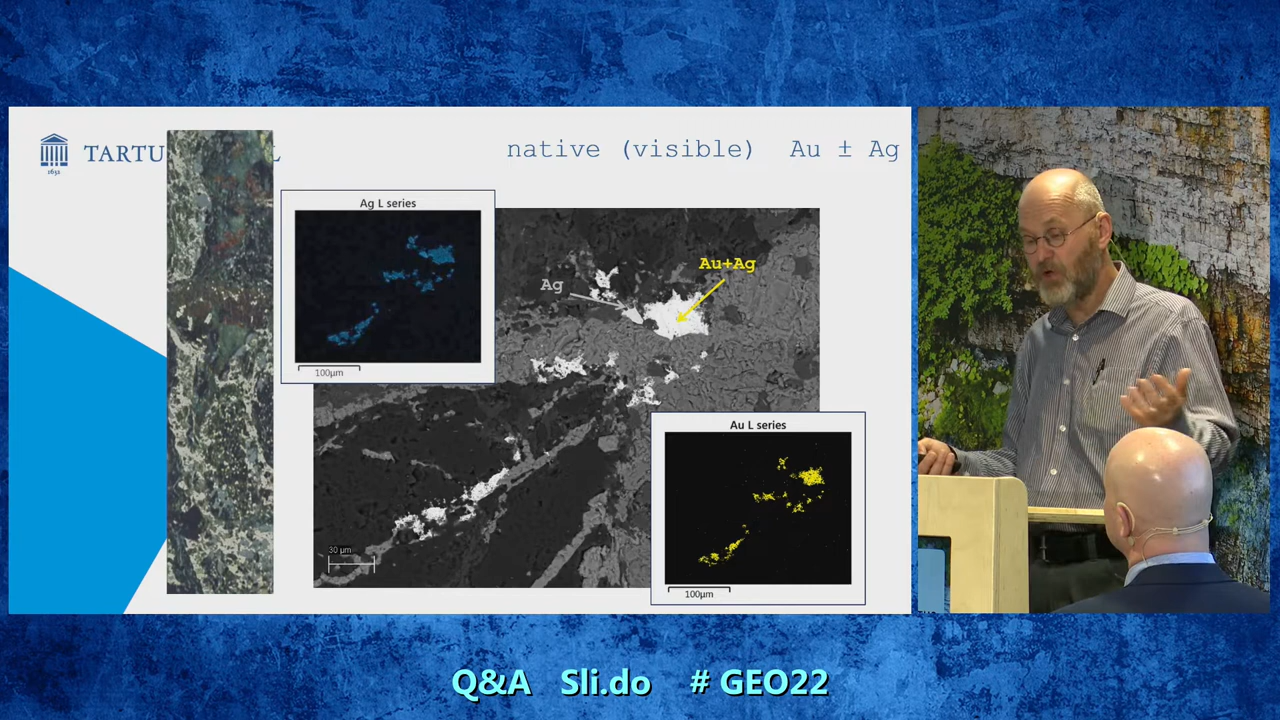 TARTU
1632
native (visible) Au ± Ag
Ag L series
100µm
Ag
Au+Ag
Au L series
100µm
30 µm
Q&A Sli.do # GEO22